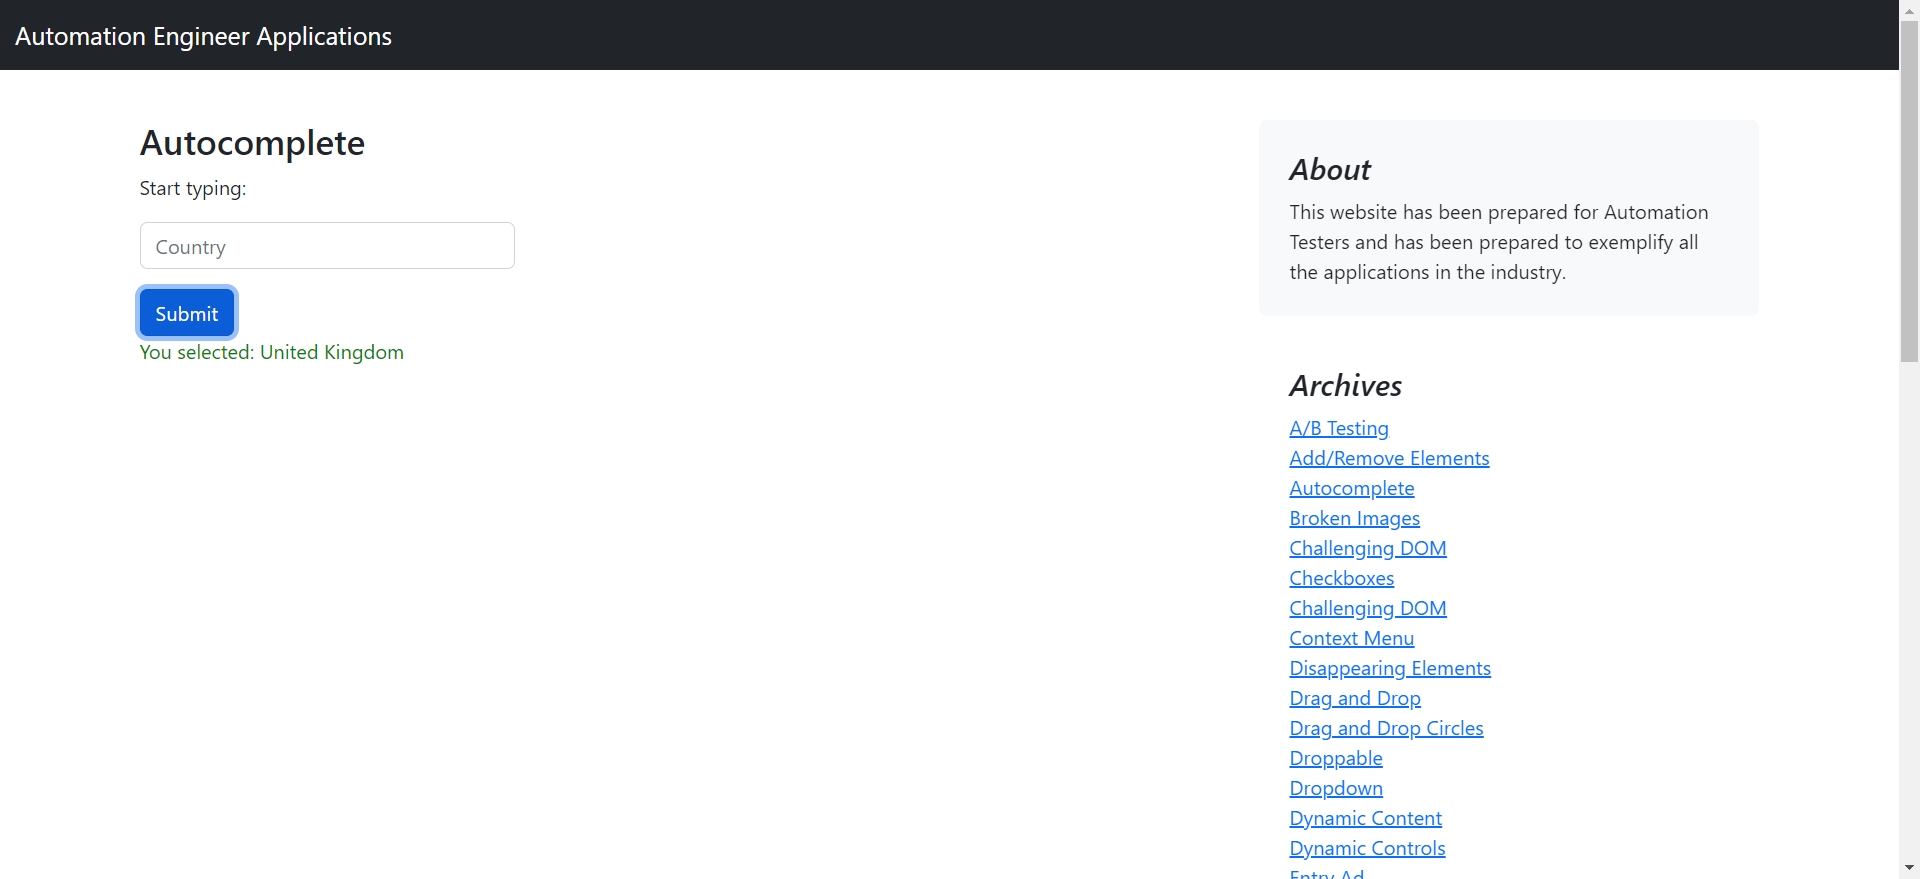 Automation Engineer Applications
Autocomplete
Start typing:
Country
Submit
You selected: United Kingdom
About
This website has been prepared for Automation
Testers and has been prepared to exemplify all
the applications in the industry.
Archives
A/B Testing
Add/Remove Elements
Autocomplete
Broken Images
Challenging DOM
Checkboxes
Challenging DOM
Context Menu
Disappearing Elements
Drag and Drop
Drag and Drop Circles
Droppable
Dropdown
Dynamic Content
Dynamic Controls
Entry Ad